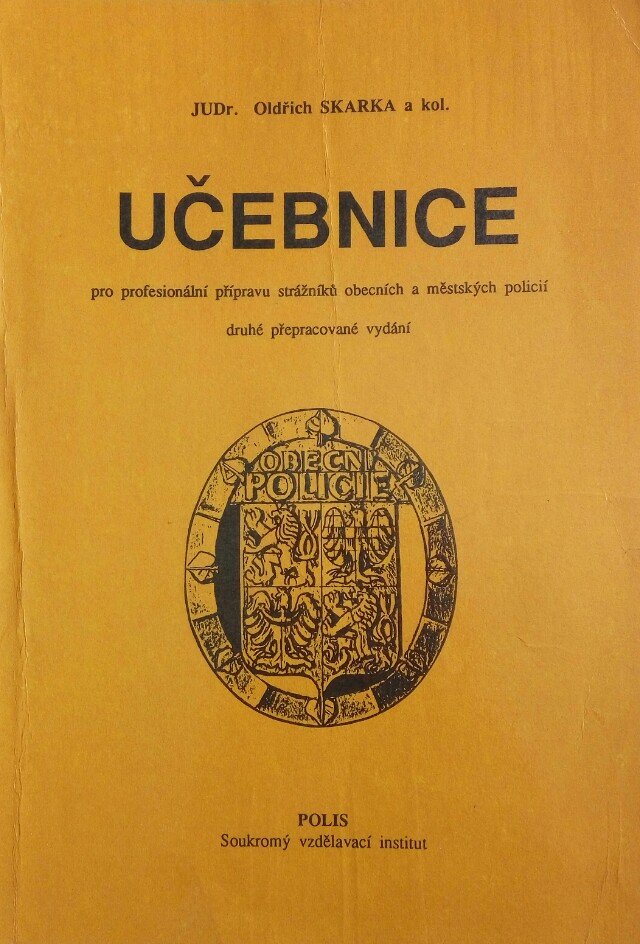 JUDr. Oldřich SKARKA a kol.
UČEBNICE
pro profesionální přípravu strážníků obecních a městských policií
druhé přepracované vydání
OBECNÍ
POLICIE
POLIS
Soukromý vzdělavací institut